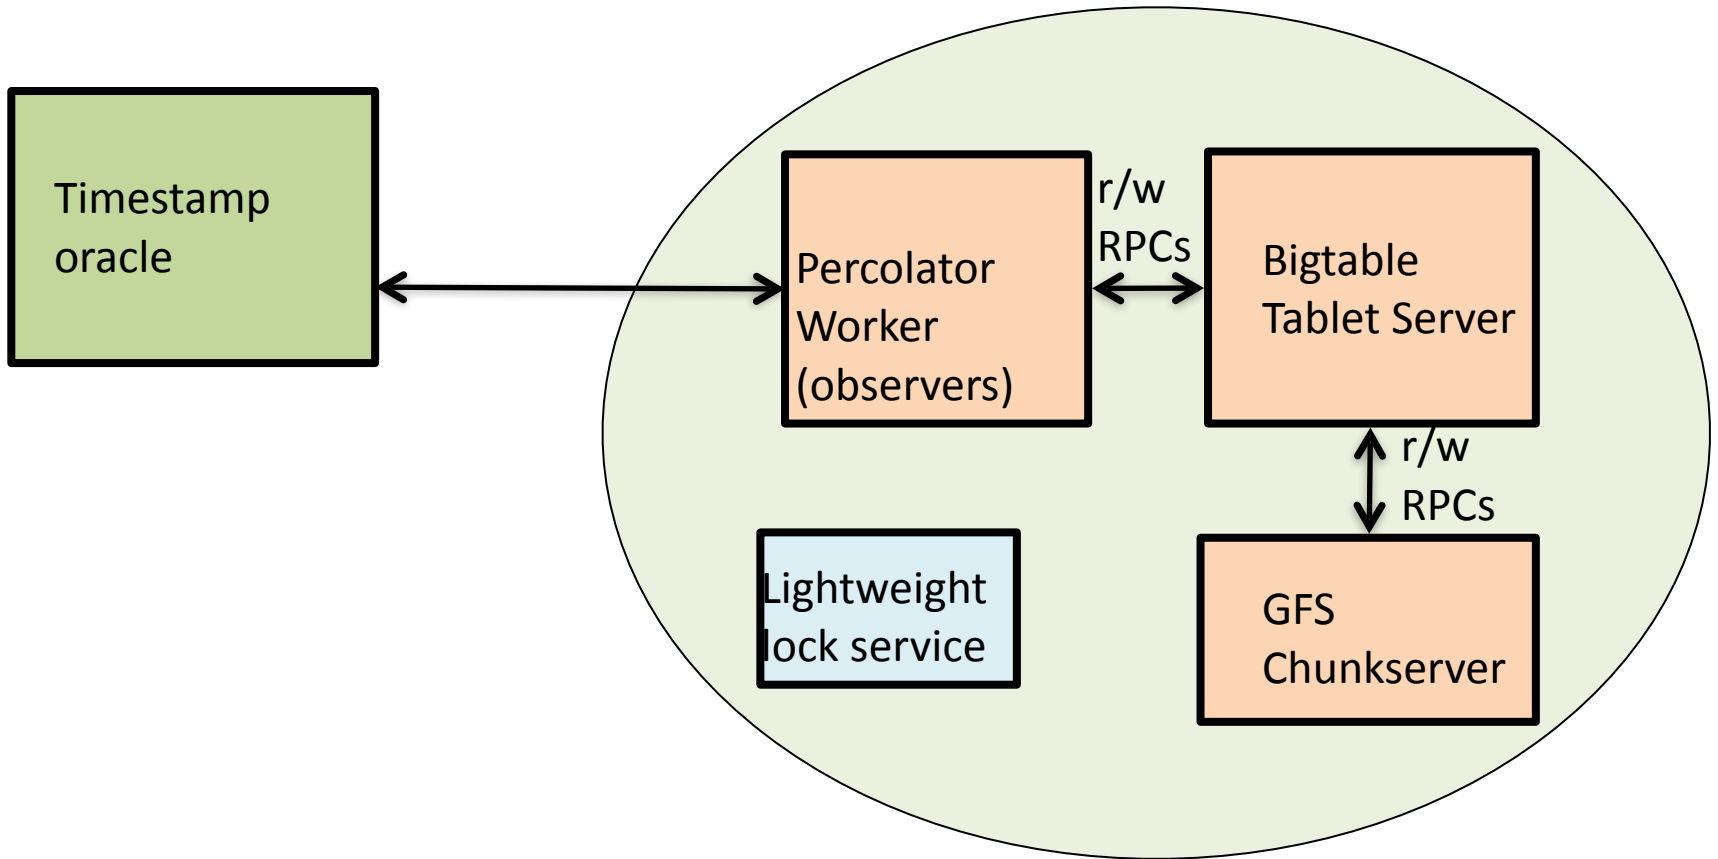 Timestamp
oracle
Percolator
Worker
(observers)
r/w
RPCs
Bigtable
Tablet Server
r/w
RPCs
Lightweight
lock service
GFS
Chunkserver